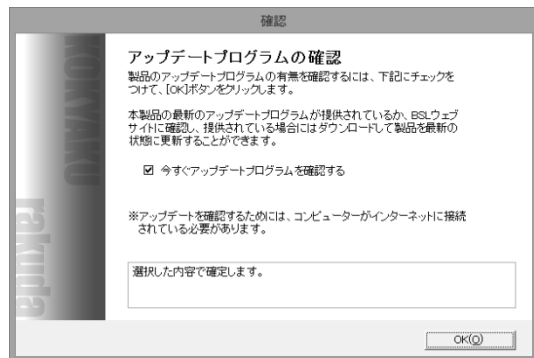 確認
KOKYAKU
rakuda
アップデートプログラムの確認
製品のアップデートプログラムの有無を確認するには、下記にチェックを
つけて、[OK]ボタンをクリックします。
本製品の最新のアップデートプログラムが提供されているか、BSLウェブ
サイトに確認し、提供されている場合にはダウンロードして製品を最新の
状態に更新することができます。
今すぐアップデートプログラムを確認する
※アップデートを確認するためには、コンピューターがインターネットに接続
されている必要があります。
選択した内容で確定します。
OK(O)